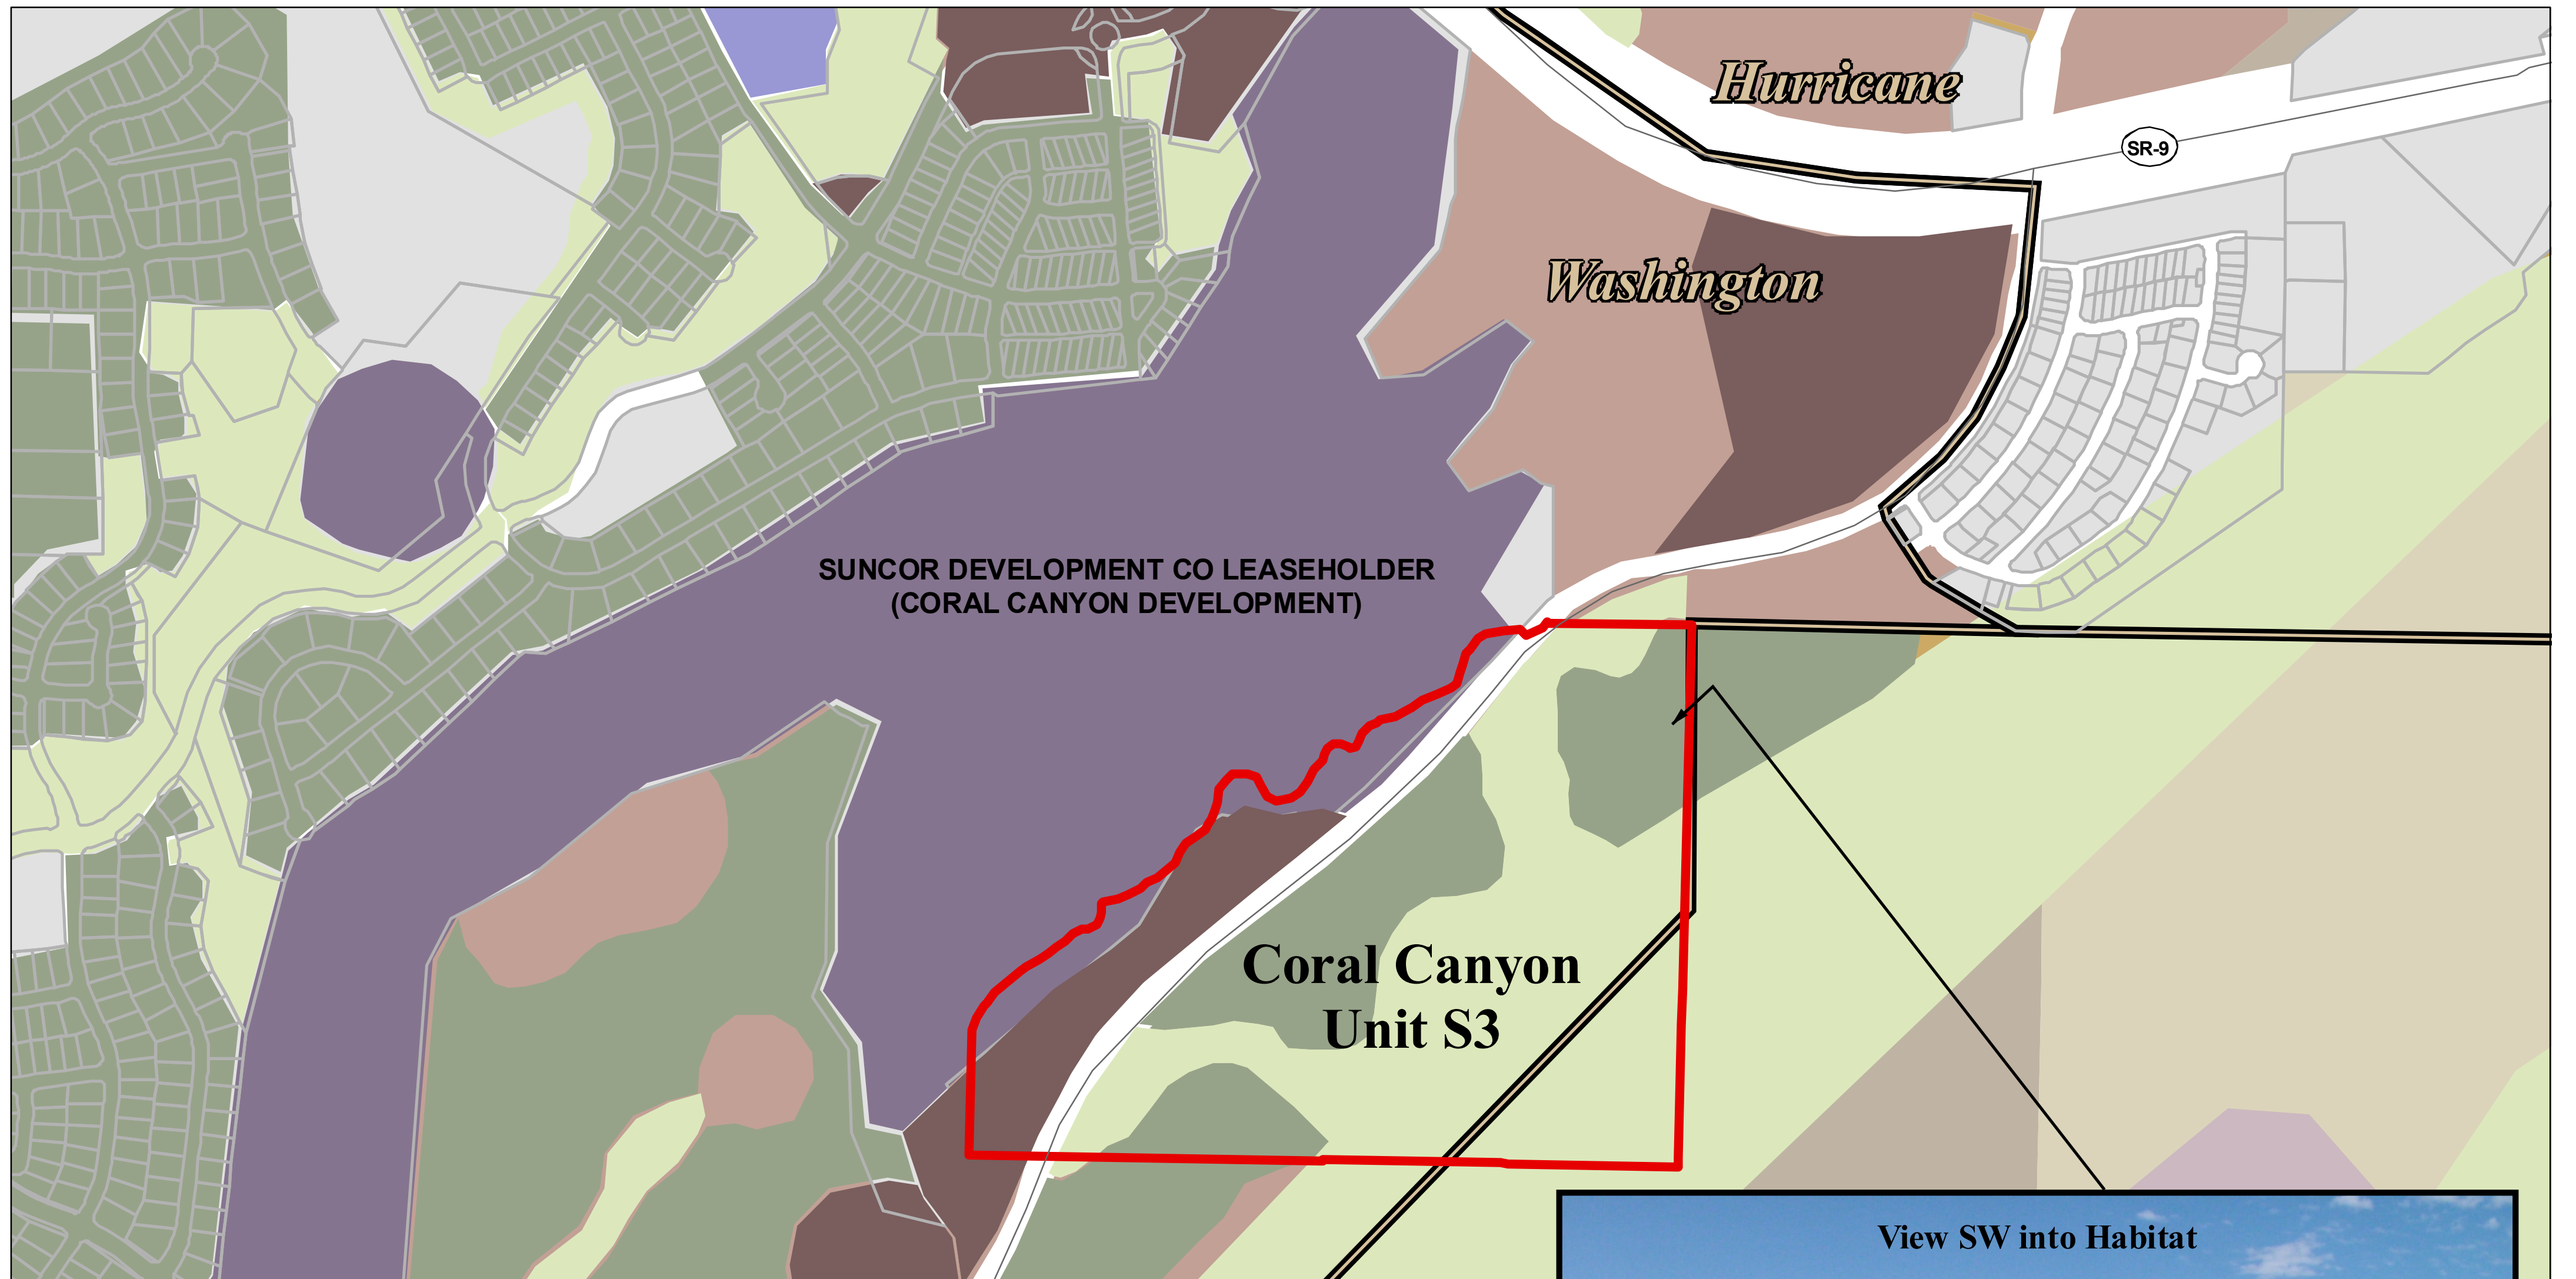 Hurricane
SR-9
Washington
SUNCOR DEVELOPMENT CO LEASEHOLDER
(CORAL CANYON DEVELOPMENT)
Coral Canyon
Unit S3
View SW into Habitat